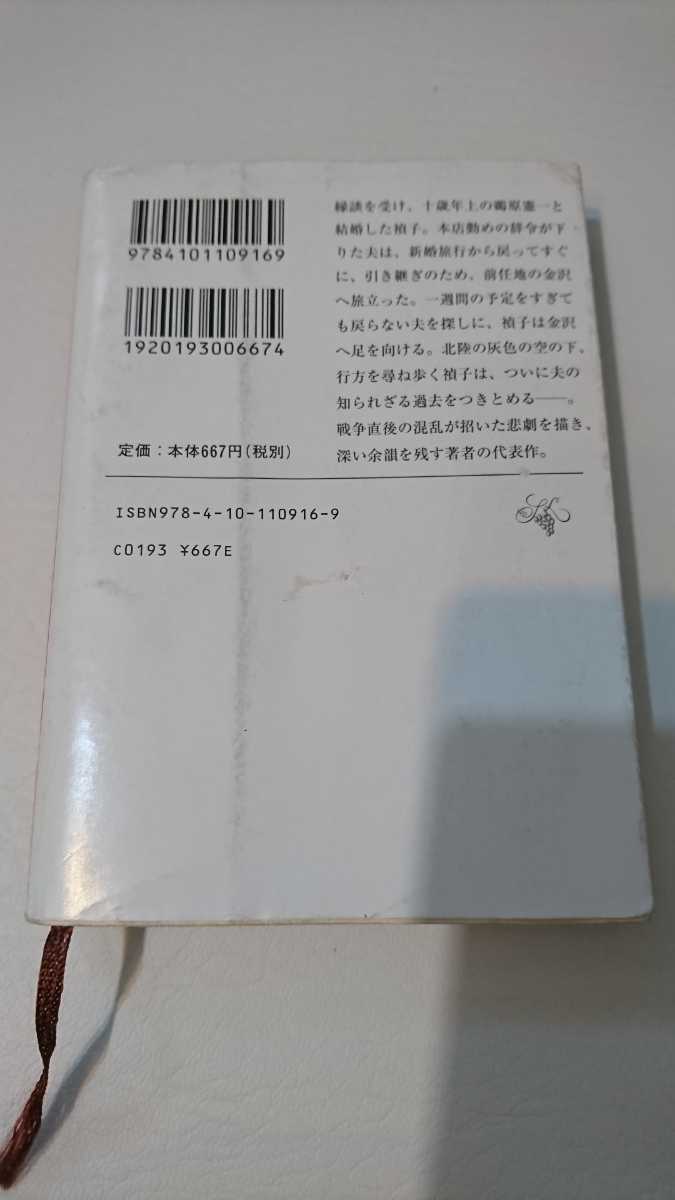 9784101109169
1920193006674
定価：本体667円(税別)
縁談を受け、十歳年上の鵜原憲一と
結婚した禎子。本店勤めの辞令が下
りた夫は、新婚旅行から戻ってすぐ
に、引き継ぎのため、前任地の金沢
へ旅立った。一週間の予定をすぎて
も戻らない夫を探しに、禎子は金沢
へ足を向ける。北陸の灰色の空の下、
行方を尋ね歩く禎子は、ついに夫の
知られざる過去をつきとめる――。
戦争直後の混乱が招いた悲劇を描き、
深い余韻を残す著者の代表作。
ISBN978-4-10-110916-9
C0193 ¥667E